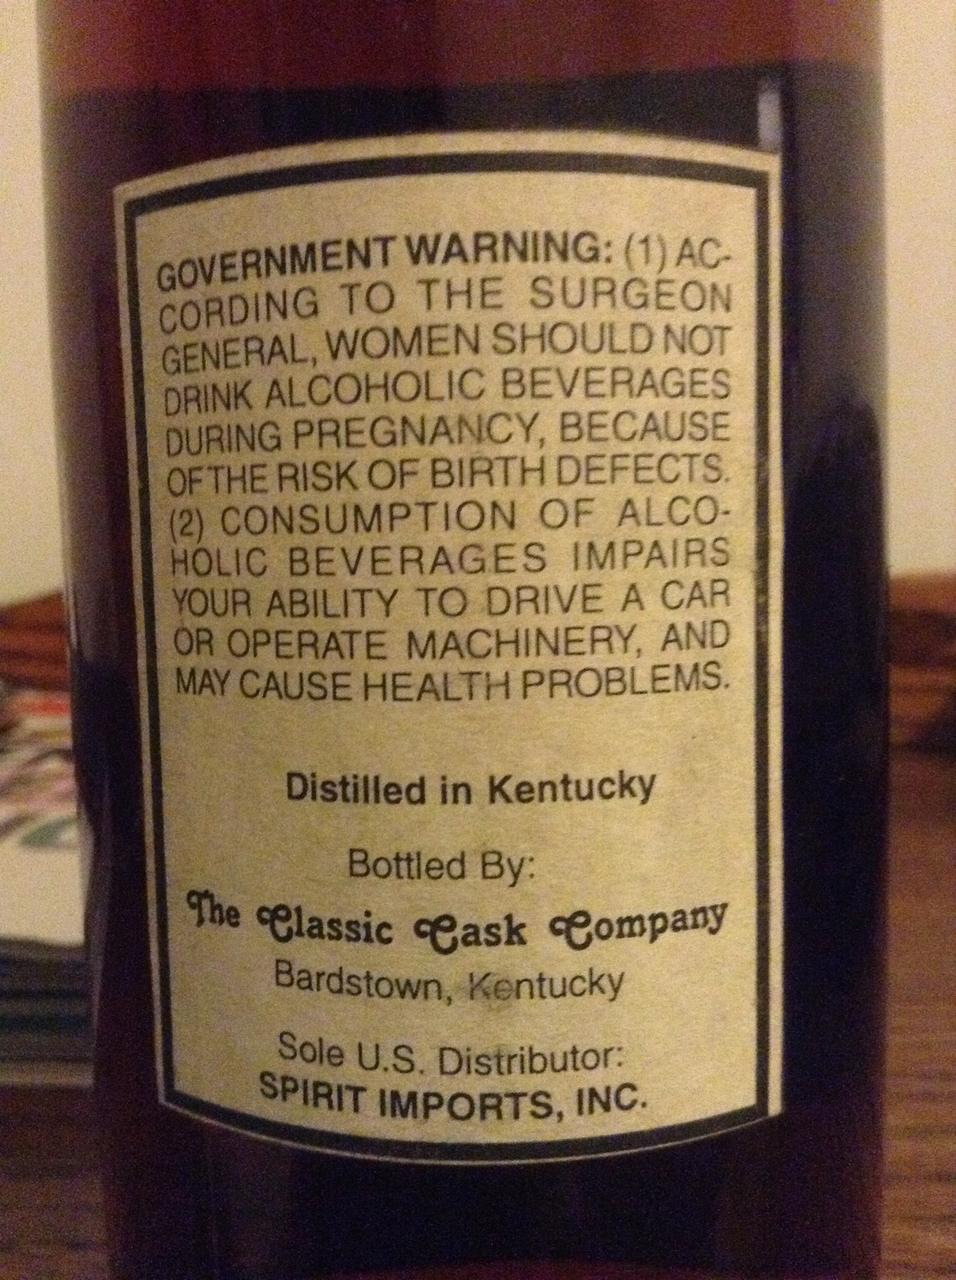 GOVERNMENT WARNING: (1) AC-
CORDING TO THE SURGEON
GENERAL, WOMEN SHOULD NOT
DRINK ALCOHOLIC BEVERAGES
DURING PREGNANCY, BECAUSE
OF THE RISK OF BIRTH DEFECTS.
(2) CONSUMPTION OF ALCO-
HOLIC BEVERAGES IMPAIRS
YOUR ABILITY TO DRIVE A CAR
OR OPERATE MACHINERY, AND
MAY CAUSE HEALTH PROBLEMS.
Distilled in Kentucky
Bottled By:
The Classic Cask Company
Bardstown, Kentucky
Sole U.S. Distributor:
SPIRIT IMPORTS, INC.